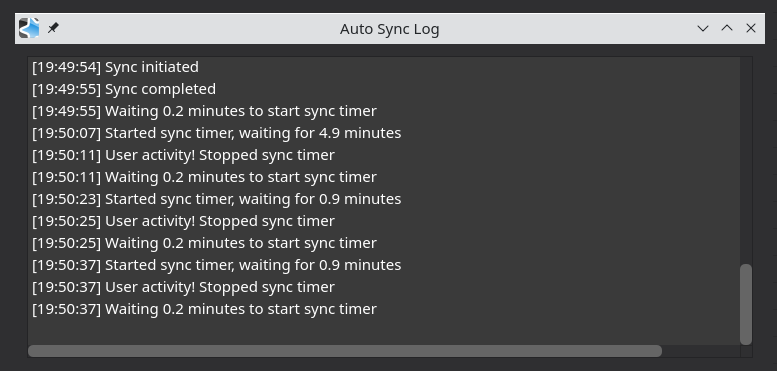 Auto Sync Log
[19:49:54] Sync initiated
[19:49:55] Sync completed
[19:49:55] Waiting 0.2 minutes to start sync timer
[19:50:07] Started sync timer, waiting for 4.9 minutes
[19:50:11] User activity! Stopped sync timer
[19:50:11] Waiting 0.2 minutes to start sync timer
[19:50:23] Started sync timer, waiting for 0.9 minutes
[19:50:25] User activity! Stopped sync timer
[19:50:25] Waiting 0.2 minutes to start sync timer
[19:50:37] Started sync timer, waiting for 0.9 minutes
[19:50:37] User activity! Stopped sync timer
[19:50:37] Waiting 0.2 minutes to start sync timer